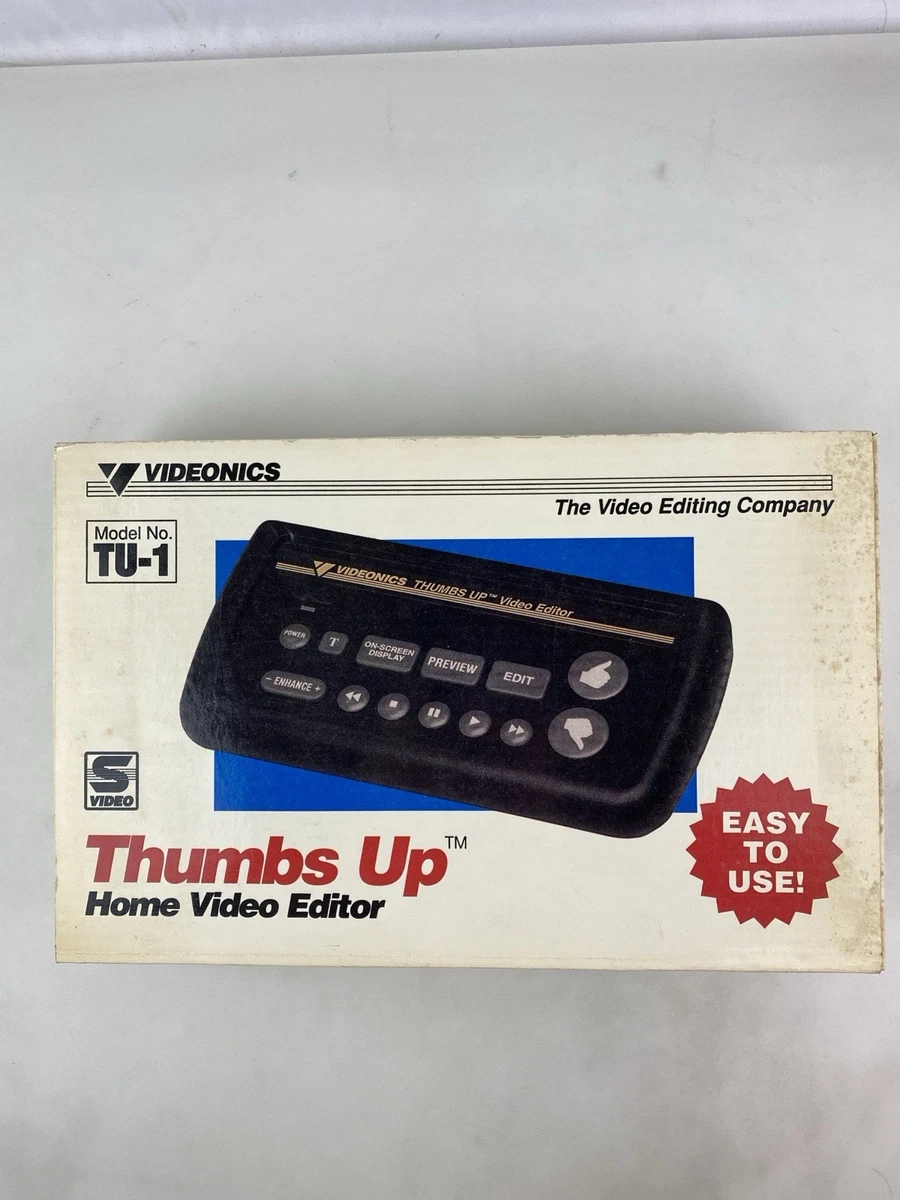 VIDEONICS
The Video Editing Company
Model No.
TU-1
VIDEONICS THUMBS UP™ Video Editor
POWER
T
ON-SCREEN
DISPLAY
PREVIEW
EDIT
- ENHANCE +
S
VIDEO
Thumbs Up™
Home Video Editor
EASY
TO
USE!